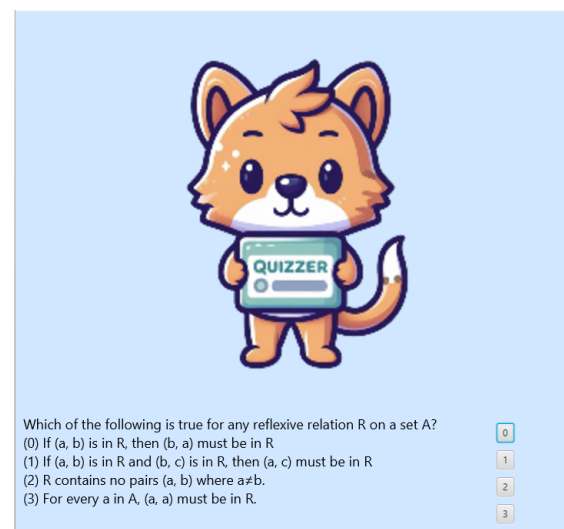 QUIZZER
Which of the following is true for any reflexive relation R on a set A?
(0) If (a, b) is in R, then (b, a) must be in R
(1) If (a, b) is in R and (b, c) is in R, then (a, c) must be in R
(2) R contains no pairs (a, b) where a≠b.
(3) For every a in A, (a, a) must be in R.
0
1
2
3